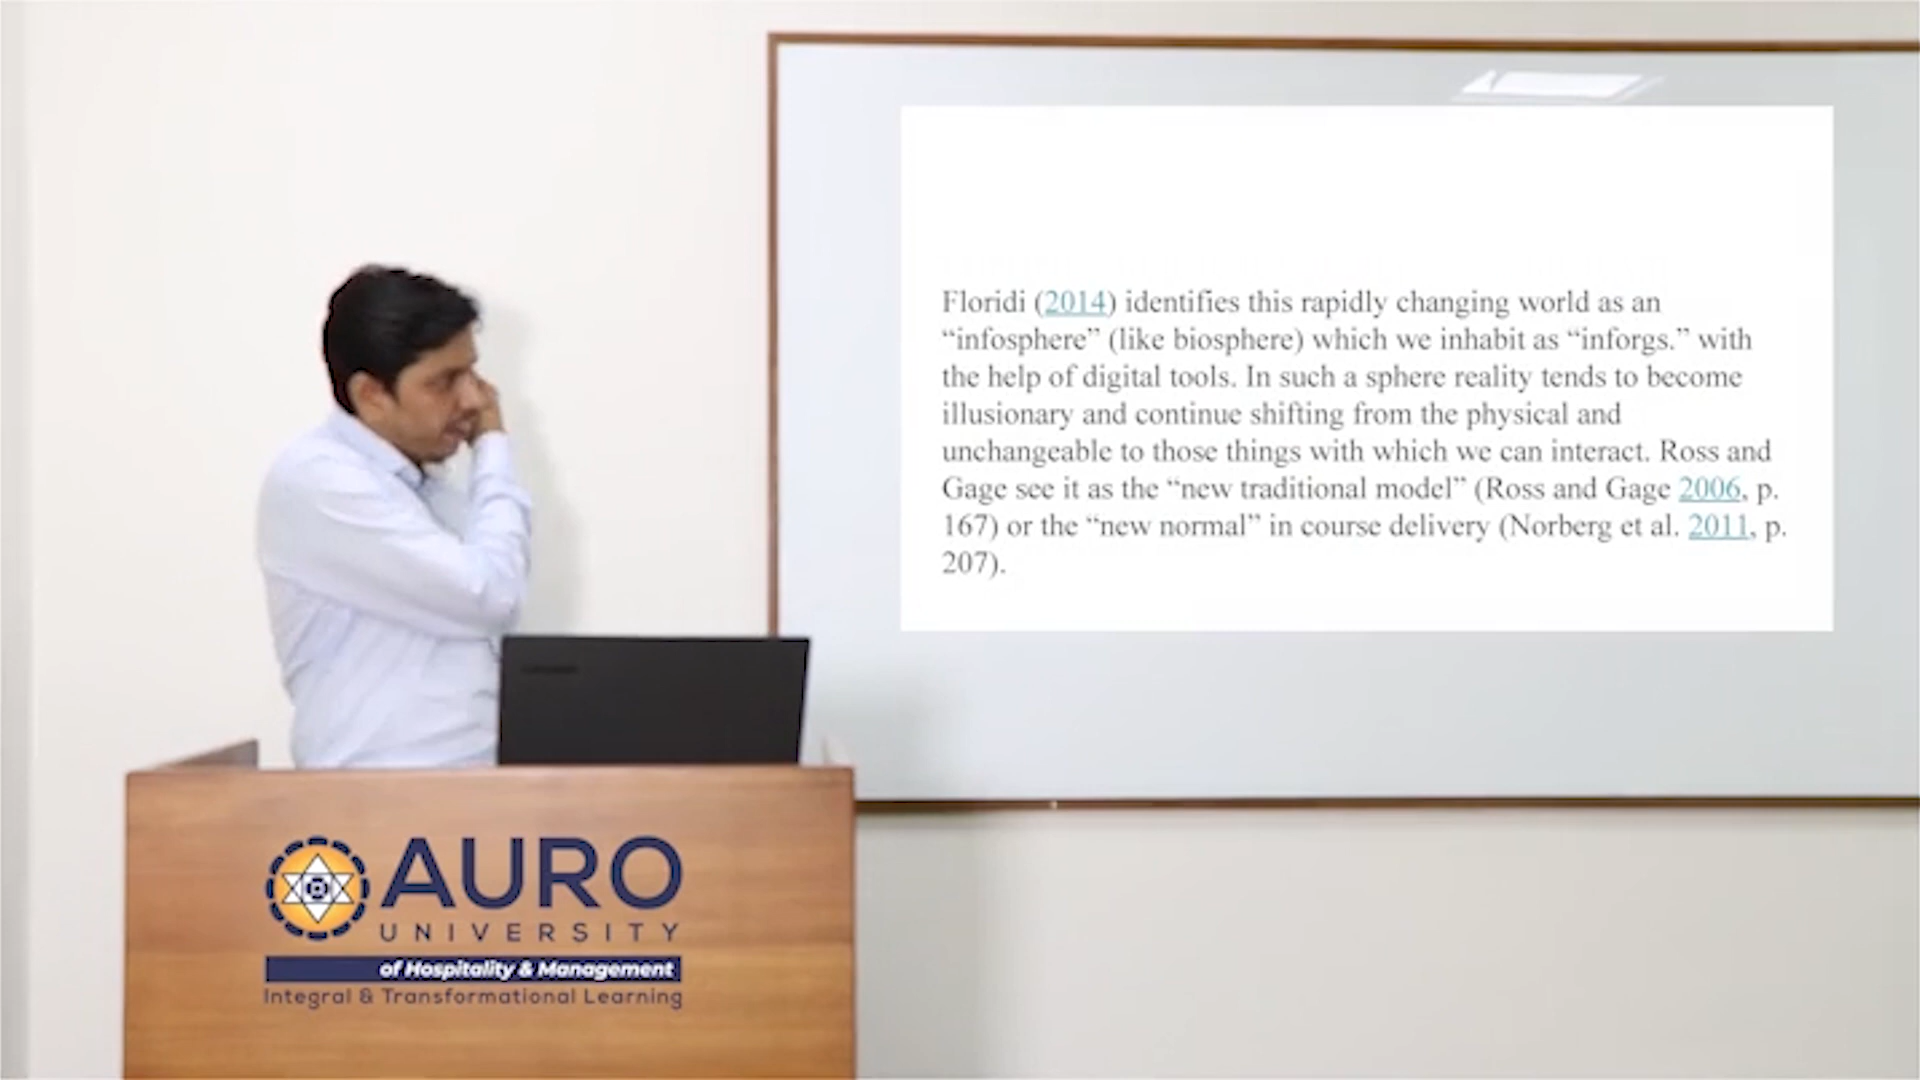 Floridi (2014) identifies this rapidly changing world as an
“infosphere” (like biosphere) which we inhabit as “inforgs.” with
the help of digital tools. In such a sphere reality tends to become
illusionary and continue shifting from the physical and
unchangeable to those things with which we can interact. Ross and
Gage see it as the “new traditional model” (Ross and Gage 2006, p.
167) or the “new normal” in course delivery (Norberg et al. 2011, p.
207).
AURO
UNIVERSITY
of Hospitality & Management
Integral & Transformational Learning